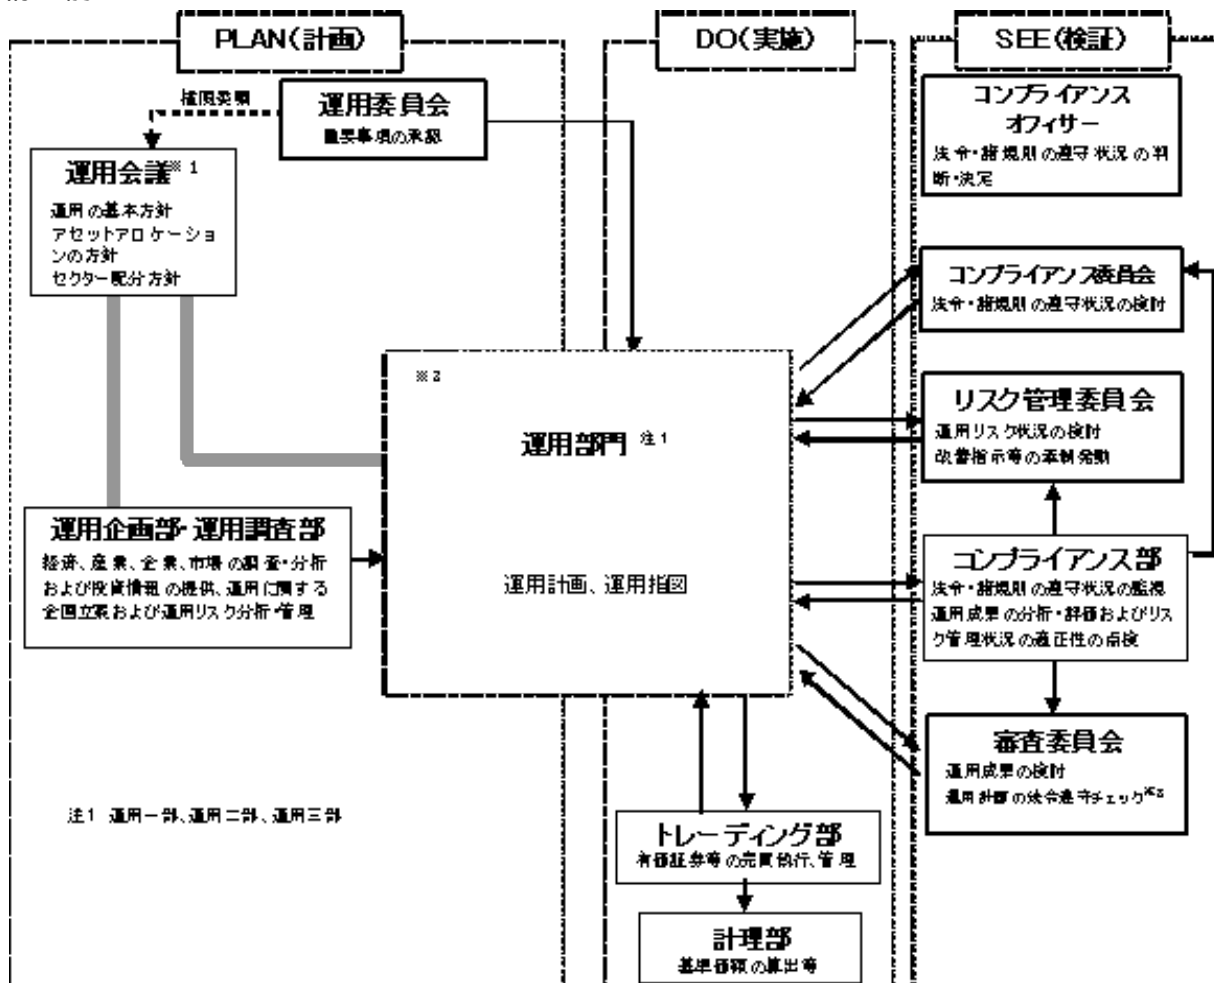 PLAN(計画)
DO(実施)
SEE(検証)
権限委嘱
運用委員会
重要事項の承認
運用会議※1
運用の基本方針
アセットアロケーショ
ンの方針
セクター配分方針
コンプライアンス
オフィサー
法令・諸規則の遵守状況の判
断・決定
コンプライアンス委員会
法令・諸規則の遵守状況の検討
※2
運用部門 注1
運用計画、運用指図
リスク管理委員会
運用リスク状況の検討
改善指示等の牽制発動
運用企画部・運用調査部
経済、産業、企業、市場の調査・分析
および投資情報の提供、運用に関する
企画立案および運用リスク分析・管理
コンプライアンス部
法令・諸規則の遵守状況の監視
運用成果の分析・評価およびリス
ク管理状況の適正性の点検
審査委員会
運用成果の検討
運用計画の法令遵守チェック※2
注1 運用一部、運用二部、運用三部
トレーディング部
有価証券等の売買執行、管理
計理部
基準価額の算出等